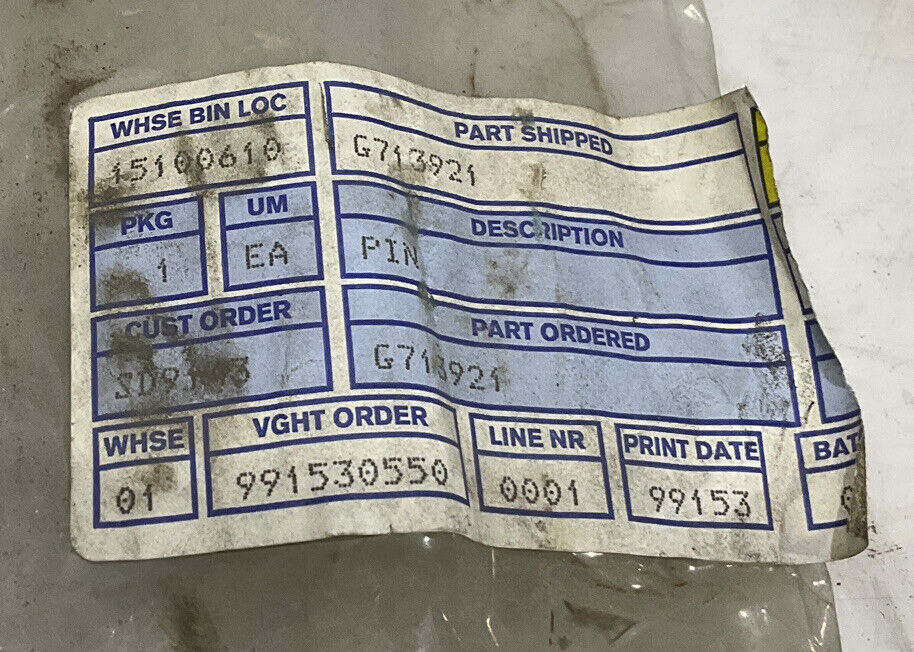 WHSE BIN LOC
15100610
PART SHIPPED
G713921
PKG
1
UM
EA
DESCRIPTION
PIN
CUST ORDER
PART ORDERED
G713921
WHSE
01
VGHT ORDER
991530550
LINE NR
0001
PRINT DATE
99153
BAT